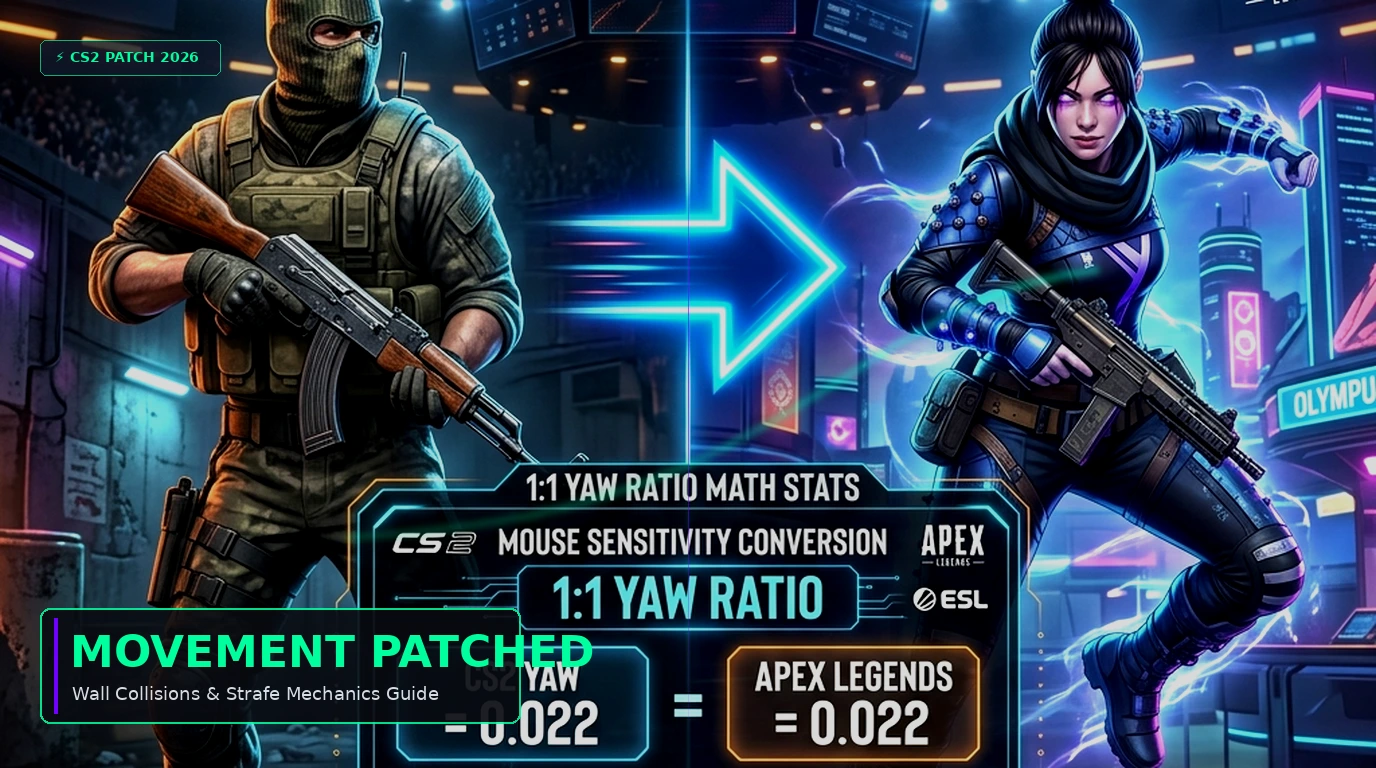 ⚡ CS2 PATCH 2026
OLYMPU
1:1 YAW RATIO MATH STATS
CS2
MOUSE SENSITIVITY CONVERSION
APEX
LEGENDS
1:1 YAW RATIO
ESL
MOVEMENT PATCHED
Wall Collisions & Strafe Mechanics Guide
CS2 YAW
= 0.022
=
APEX LEGENDS
= 0.022